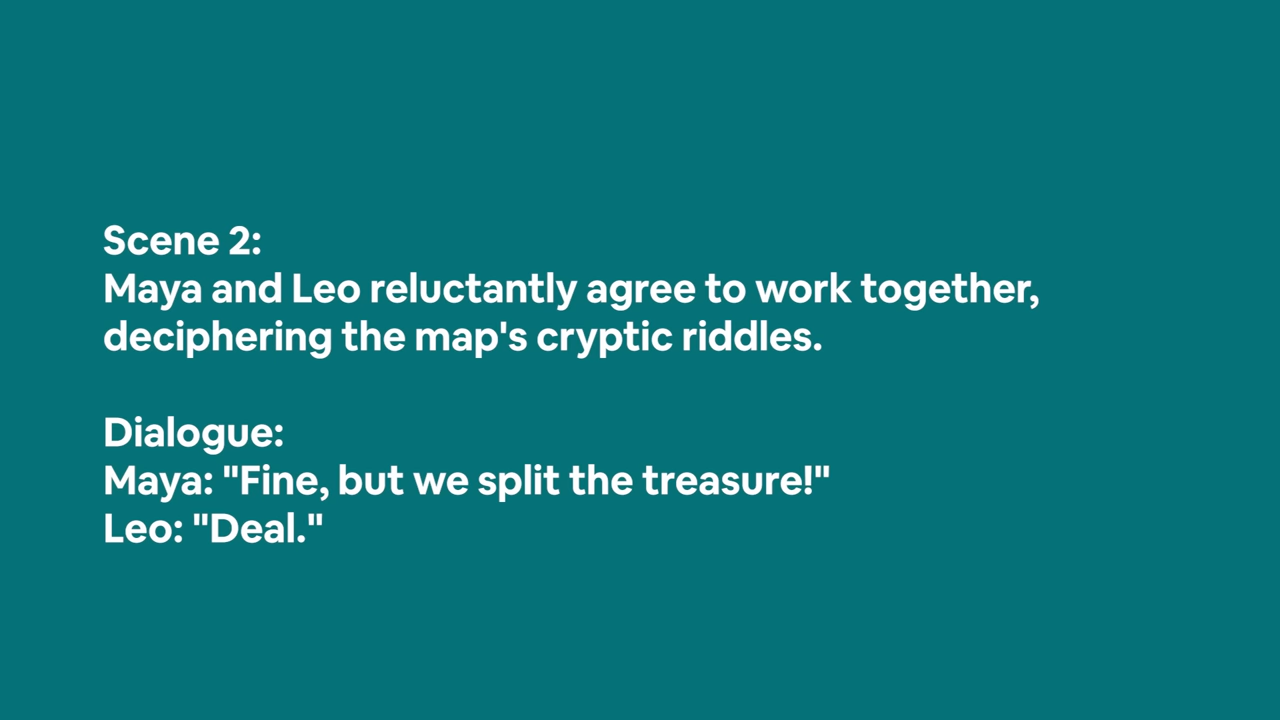 Scene 2:
Maya and Leo reluctantly agree to work together,
deciphering the map's cryptic riddles.
Dialogue:
Maya: "Fine, but we split the treasure!"
Leo: "Deal."